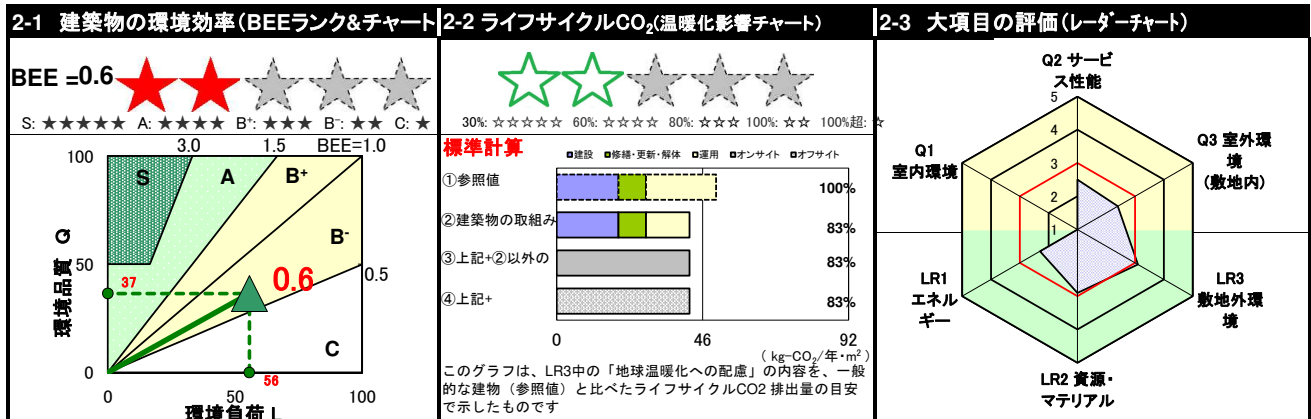 2-1 建築物の環境効率(BEEランク&チャート
BEE =0.6
S: ★★★★★ A: ★★★★ B⁺: ★★★ B⁻: ★★ C: ★
3.0 1.5 BEE=1.0
100
S
A
B⁺
B⁻
0.5
環境品質 Q
50
37
0.6
C
0
56
0 50 100
環境負荷 L
2-2 ライフサイクルCO₂(温暖化影響チャート)
30%: ☆☆☆☆☆ 60%: ☆☆☆☆ 80%: ☆☆☆ 100%: ☆☆ 100%超: ☆
標準計算
建設 修繕・更新・解体 運用 オンサイト オフサイト
①参照値 100%
②建築物の取組み 83%
③上記+②以外の 83%
④上記+ 83%
0 46 92
( kg-CO₂/年・m²)
このグラフは、LR3中の「地球温暖化への配慮」の内容を、一般
的な建物(参照値)と比べたライフサイクルCO2 排出量の目安
で示したものです
2-3 大項目の評価(レーダーチャート)
Q2 サービ
ス性能
5
4
3
2
1
Q1
室内環境
Q3 室外環
境
(敷地内)
LR1
エネル
ギー
LR3
敷地外環
境
LR2 資源・
マテリアル